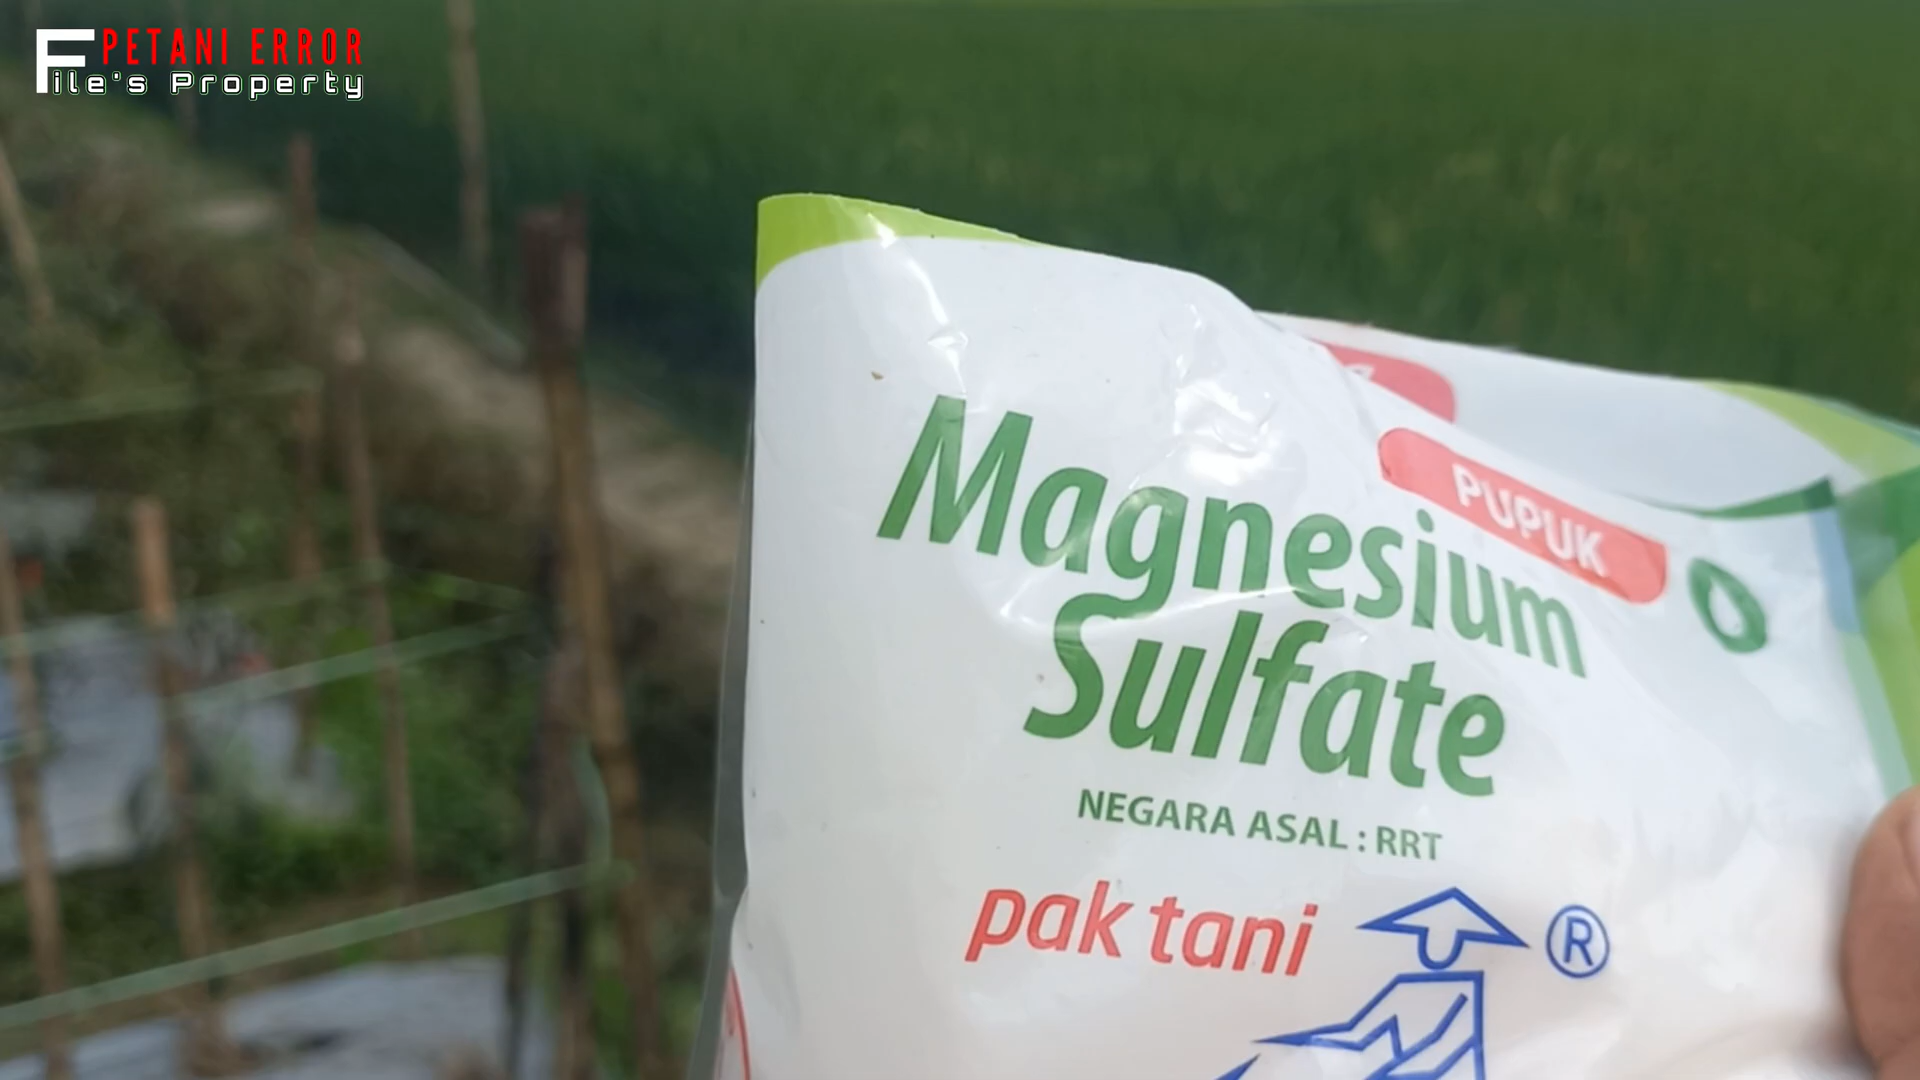 PETANI ERROR
File's Property
PUPUK
Magnesium
Sulfate
NEGARA ASAL : RRT
pak tani ®